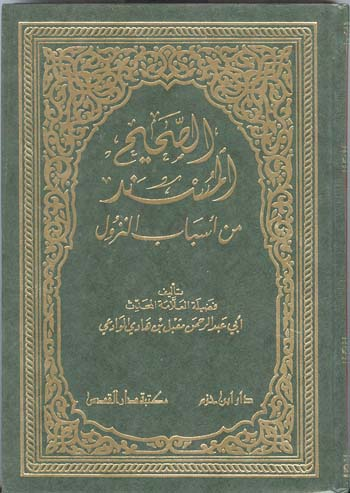 الصحيح
المسند
من أسباب النزول
تأليف
فضيلة العلامة المحدث
أبي عبد الرحمن مقبل بن هادي الوادعي
دار ابن حزم
مكتبة دار القدس